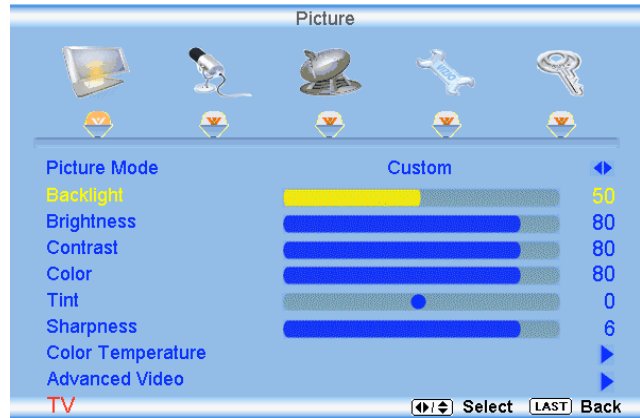 Picture
Picture Mode Custom
Backlight 50
Brightness 80
Contrast 80
Color 80
Tint 0
Sharpness 6
Color Temperature
Advanced Video
TV Select LAST Back